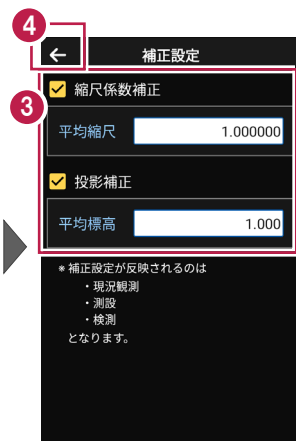 4
← 補正設定
3
縮尺係数補正
平均縮尺 1.000000
投影補正
平均標高 1.000
* 補正設定が反映されるのは
・現況観測
・測設
・検測
となります。